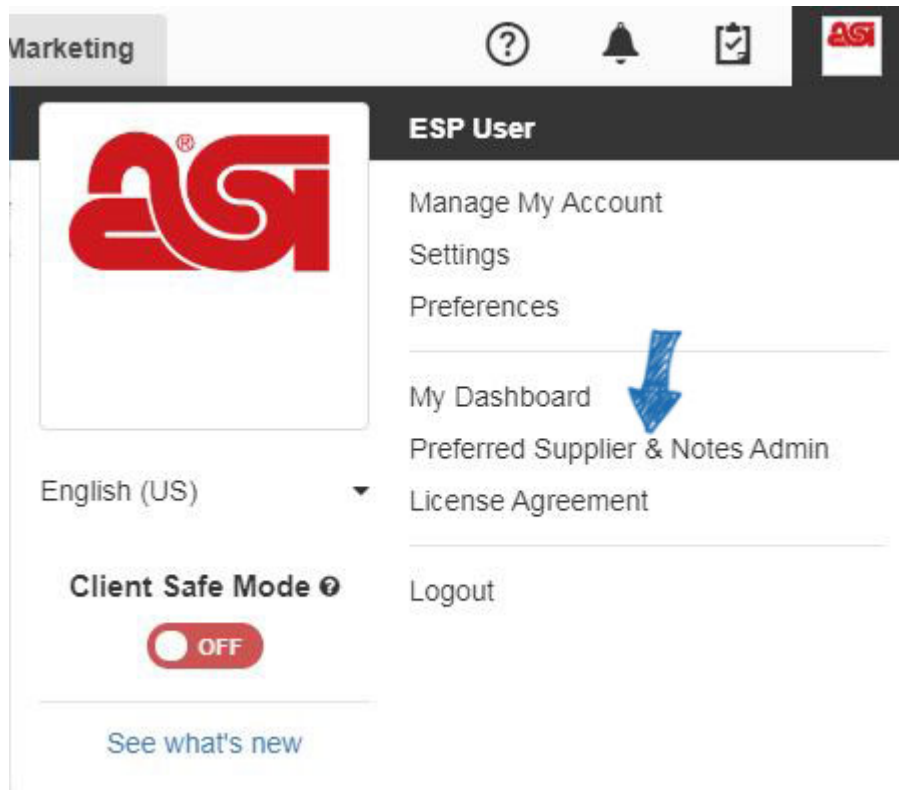 Marketing
asi
ESP User
asi®
Manage My Account
Settings
Preferences
My Dashboard
Preferred Supplier & Notes Admin
License Agreement
Logout
English (US)
Client Safe Mode ?
OFF
See what's new